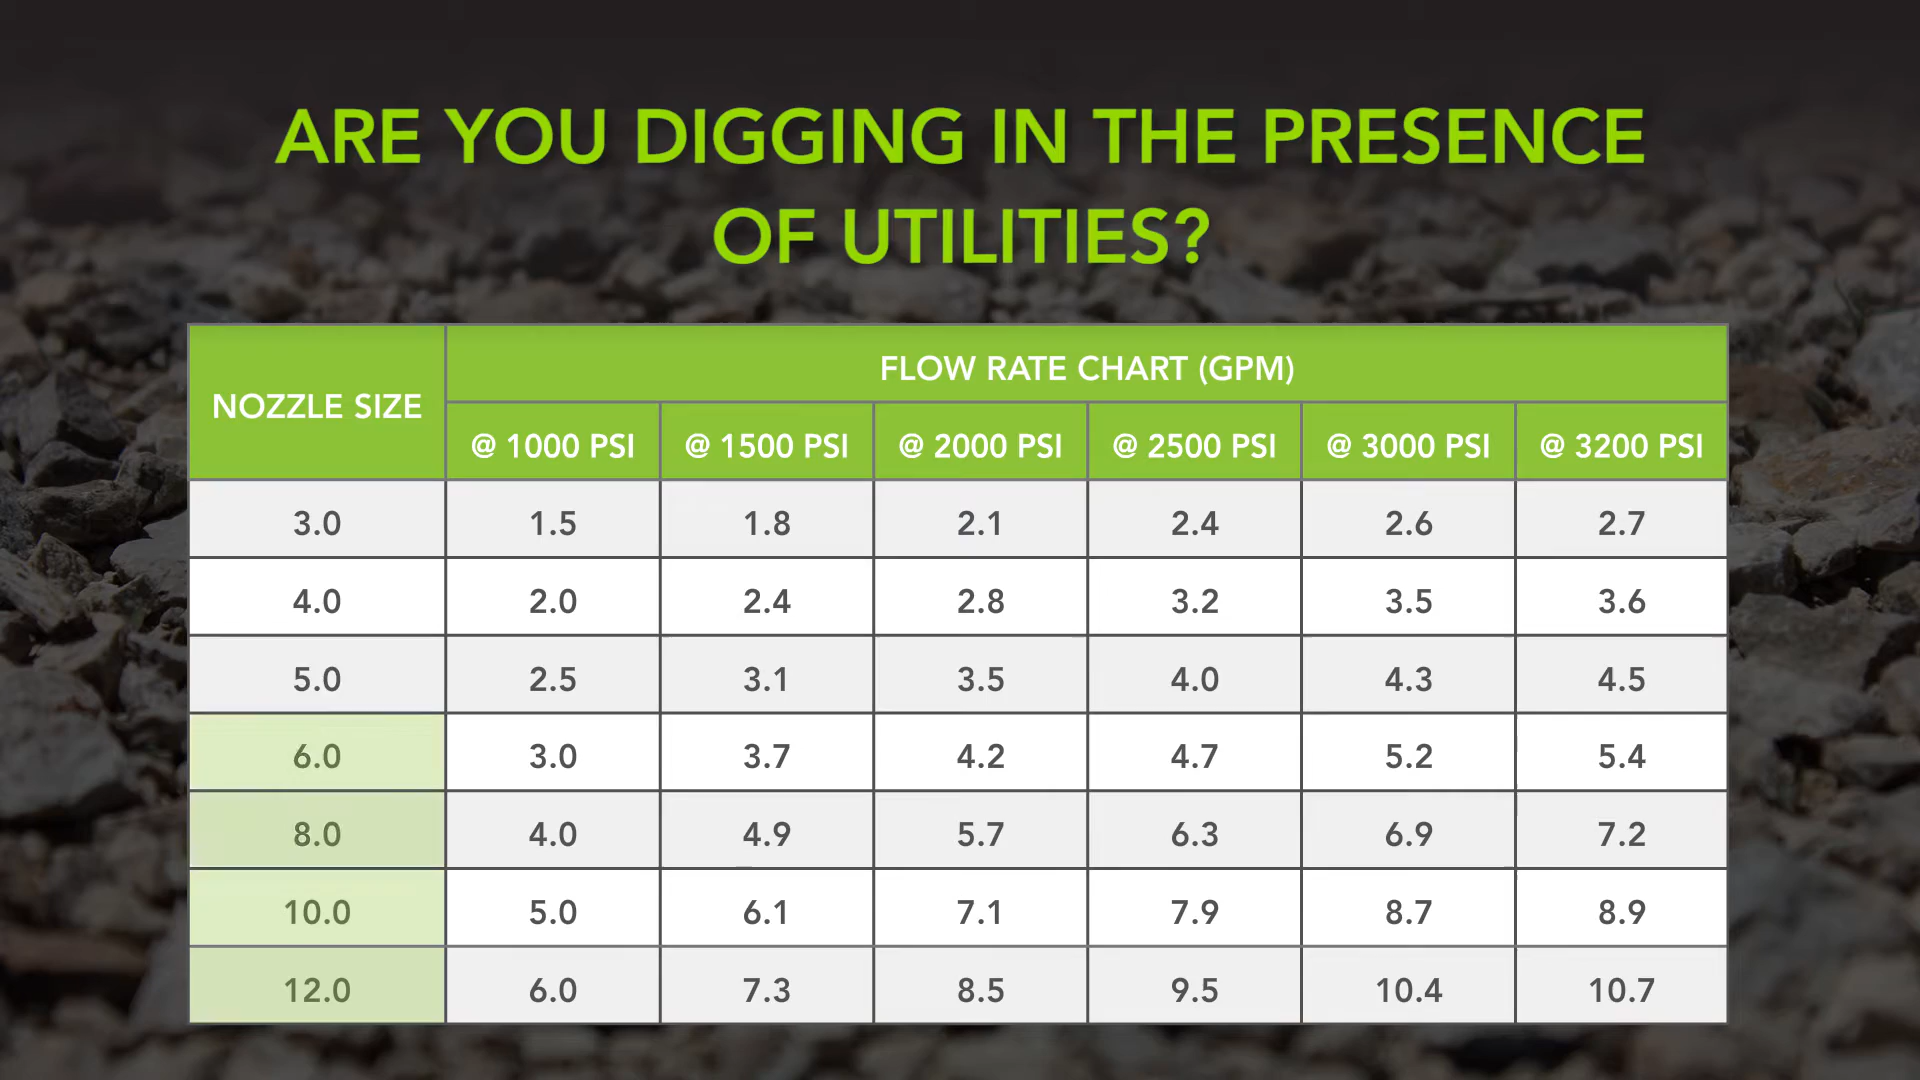 ARE YOU DIGGING IN THE PRESENCE
OF UTILITIES?
NOZZLE SIZE
FLOW RATE CHART (GPM)
@ 1000 PSI @ 1500 PSI @ 2000 PSI @ 2500 PSI @ 3000 PSI @ 3200 PSI
3.0 1.5 1.8 2.1 2.4 2.6 2.7
4.0 2.0 2.4 2.8 3.2 3.5 3.6
5.0 2.5 3.1 3.5 4.0 4.3 4.5
6.0 3.0 3.7 4.2 4.7 5.2 5.4
8.0 4.0 4.9 5.7 6.3 6.9 7.2
10.0 5.0 6.1 7.1 7.9 8.7 8.9
12.0 6.0 7.3 8.5 9.5 10.4 10.7